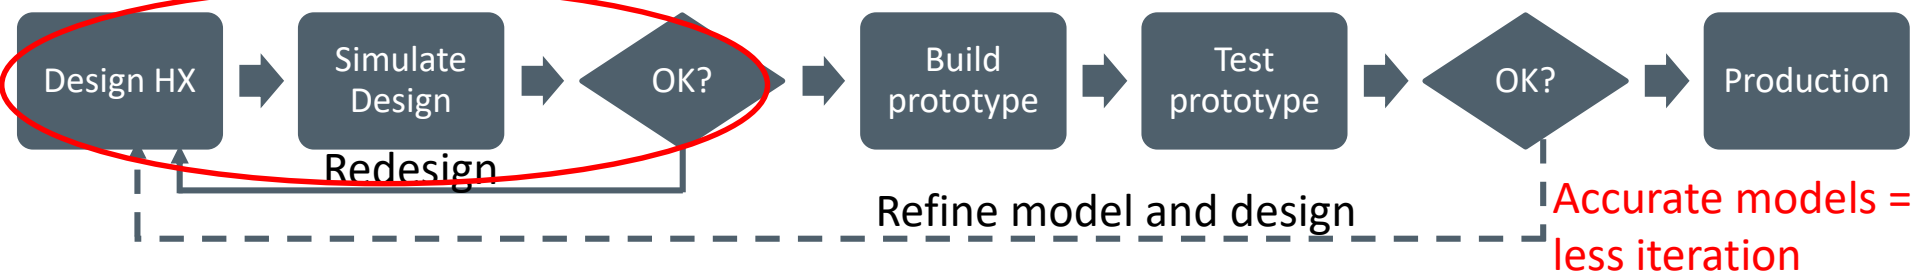 Design HX
Simulate
Design
OK?
Build
prototype
Test
prototype
OK?
Production
Redesign
Refine model and design
Accurate models =
less iteration